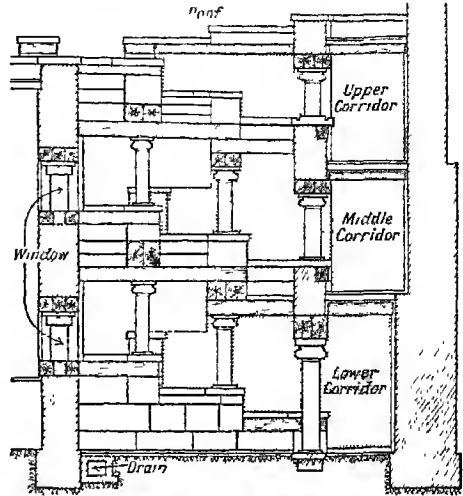 Roof
Upper
Corridor
Middle
Corridor
Window
Lower
Corridor
Drain